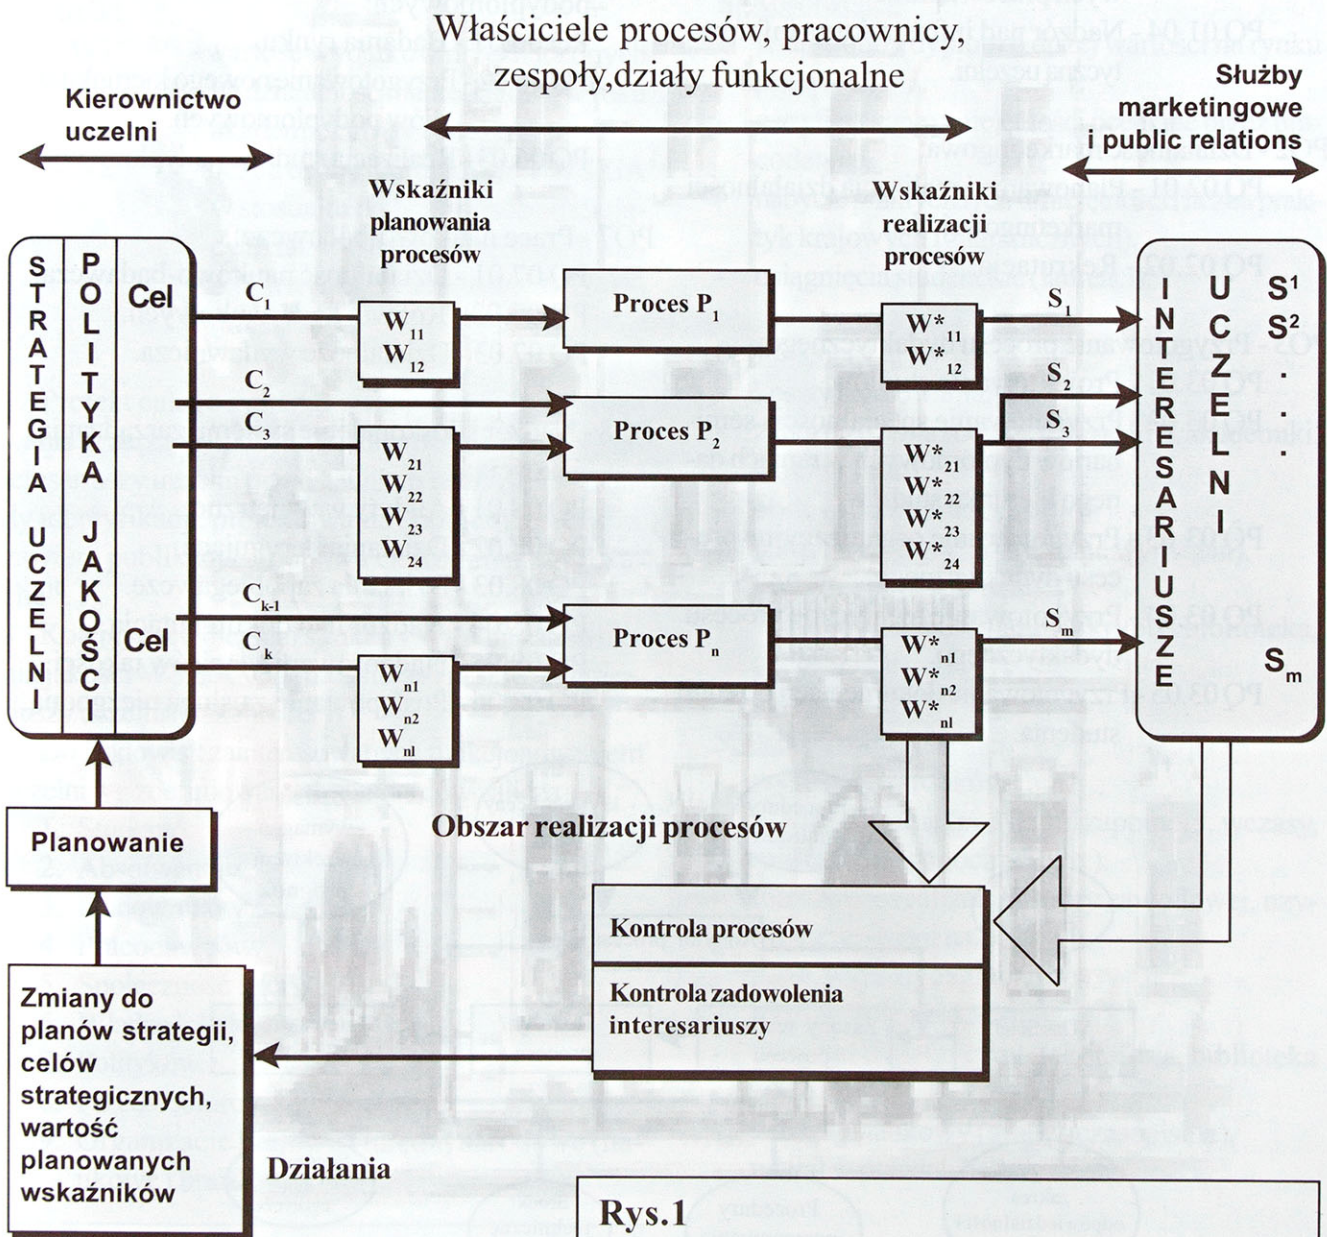 Właściciele procesów, pracownicy,
zespoły,działy funkcjonalne
Kierownictwo
uczelni
Służby
marketingowe
i public relations
Wskaźniki
planowania
procesów
Wskaźniki
realizacji
procesów
STRATEGIA UCZELNI
POLITYKA JAKOŚCI
Cel
Cel
C1
C2
C3
Ck-1
Ck
W11
W12
W21
W22
W23
W24
Wn1
Wn2
Wnl
Proces P1
Proces P2
Proces Pn
W*11
W*12
W*21
W*22
W*23
W*24
W*n1
W*n2
W*nl
S1
S2
S3
Sm
INTERESARIUSZE
UCZELNI
S1
S2
.
.
.
Sm
Obszar realizacji procesów
Planowanie
Kontrola procesów
Kontrola zadowolenia
interesariuszy
Zmiany do
planów strategii,
celów
strategicznych,
wartość
planowanych
wskaźników
Działania
Rys.1